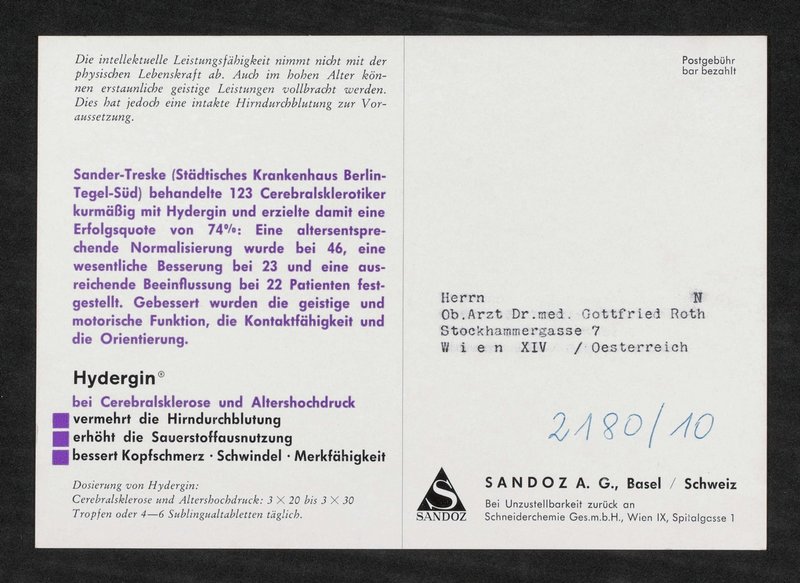 Die intellektuelle Leistungsfähigkeit nimmt nicht mit der
physischen Lebenskraft ab. Auch im hohen Alter kön-
nen erstaunliche geistige Leistungen vollbracht werden.
Dies hat jedoch eine intakte Hirndurchblutung zur Vor-
aussetzung.
Sander-Treske (Städtisches Krankenhaus Berlin-
Tegel-Süd) behandelte 123 Cerebralsklerotiker
kurmäßig mit Hydergin und erzielte damit eine
Erfolgsquote von 74%: Eine altersentspre-
chende Normalisierung wurde bei 46, eine
wesentliche Besserung bei 23 und eine aus-
reichende Beeinflussung bei 22 Patienten fest-
gestellt. Gebessert wurden die geistige und
motorische Funktion, die Kontaktfähigkeit und
die Orientierung.
Hydergin®
bei Cerebralsklerose und Altershochdruck
vermehrt die Hirndurchblutung
erhöht die Sauerstoffausnutzung
bessert Kopfschmerz · Schwindel · Merkfähigkeit
Dosierung von Hydergin:
Cerebralsklerose und Altershochdruck: 3 × 20 bis 3 × 30
Tropfen oder 4—6 Sublingualtabletten täglich.
Postgebühr
bar bezahlt
Herrn N
Ob.Arzt Dr.med. Gottfried Roth
Stockhammergasse 7
W i e n XIV / Oesterreich
2180/10
S
SANDOZ
SANDOZ A. G., Basel / Schweiz
Bei Unzustellbarkeit zurück an
Schneiderchemie Ges.m.b.H., Wien IX, Spitalgasse 1